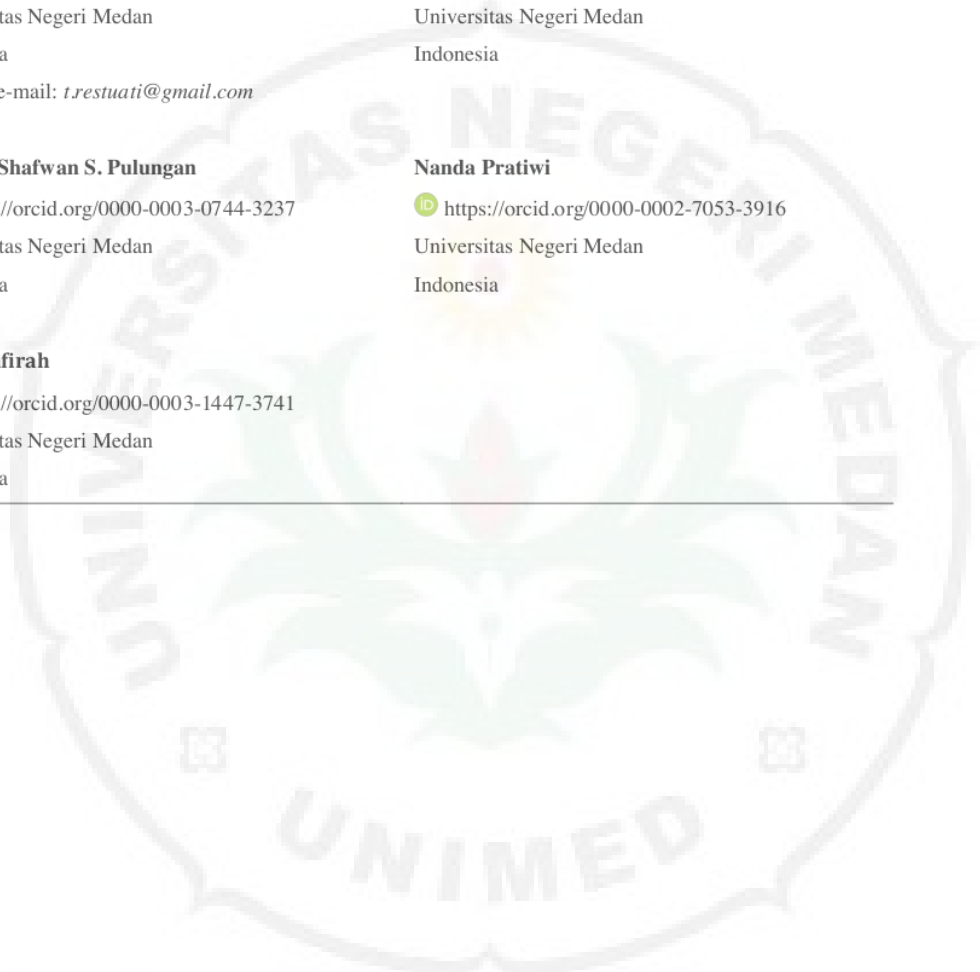 tas Negeri Medan
a
e-mail: t.restuati@gmail.com
Universitas Negeri Medan
Indonesia
Shafwan S. Pulungan
://orcid.org/0000-0003-0744-3237
tas Negeri Medan
a
Nanda Pratiwi
iD https://orcid.org/0000-0002-7053-3916
Universitas Negeri Medan
Indonesia
firah
://orcid.org/0000-0003-1447-3741
tas Negeri Medan
a
UNIVERSITAS NEGERI MEDAN
UNIMED